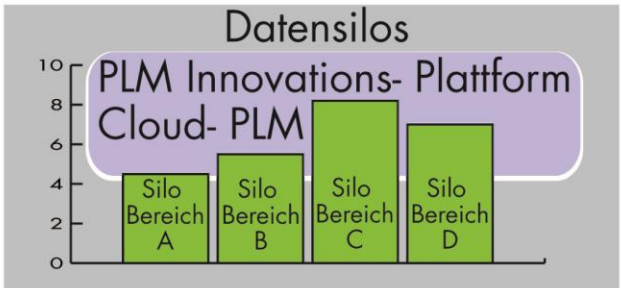 Datensilos
PLM Innovations- Plattform
Cloud- PLM
10
8
6
4
2
0
Silo
Bereich
A
Silo
Bereich
B
Silo
Bereich
C
Silo
Bereich
D